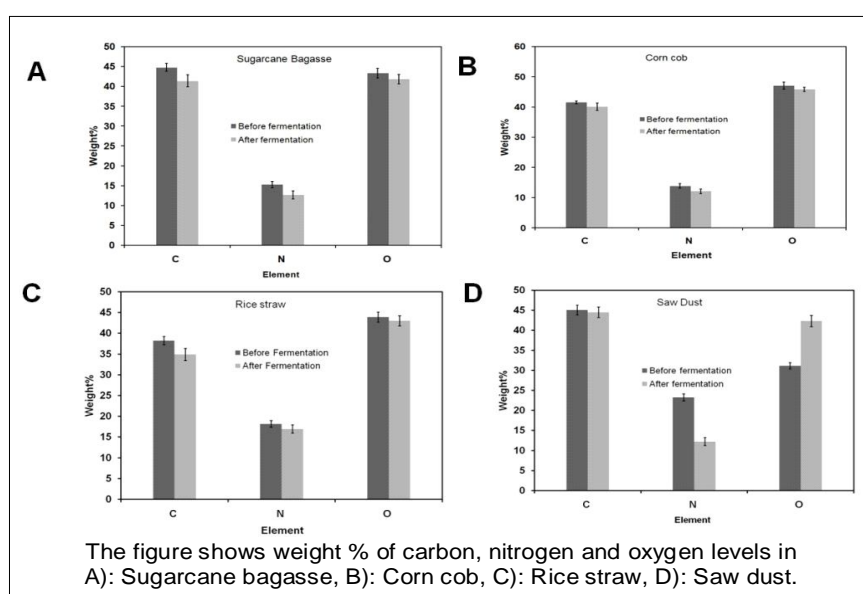 A
Sugarcane Bagasse
50
45
40
35
30
25
20
15
10
5
0
Weight%
Before fermentation
After fermentation
C N O
Element
B
Corn cob
60
50
40
30
20
10
0
Weight%
Before fermentation
After fermentation
C N O
Element
C
Rice straw
50
45
40
35
30
25
20
15
10
5
0
Weight%
Before Fermentation
After Fermentation
C N O
Element
D
Saw Dust
50
45
40
35
30
25
20
15
10
5
0
Weight%
Before fermentation
After fermentation
C N O
Element
The figure shows weight % of carbon, nitrogen and oxygen levels in
A): Sugarcane bagasse, B): Corn cob, C): Rice straw, D): Saw dust.